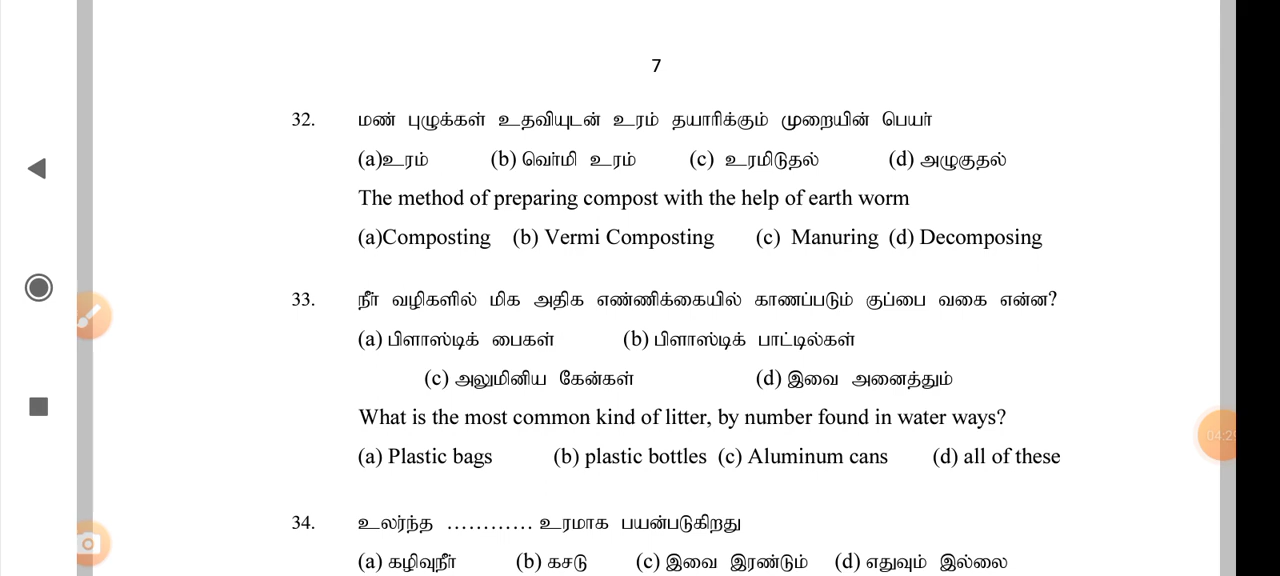 7
32. மண் புழுக்கள் உதவியுடன் உரம் தயாரிக்கும் முறையின் பெயர்
(a)உரம் (b) வெர்மி உரம் (c) உரமிடுதல் (d) அழுகுதல்
The method of preparing compost with the help of earth worm
(a)Composting (b) Vermi Composting (c) Manuring (d) Decomposing
33. நீர் வழிகளில் மிக அதிக எண்ணிக்கையில் காணப்படும் குப்பை வகை என்ன?
(a) பிளாஸ்டிக் பைகள் (b) பிளாஸ்டிக் பாட்டில்கள்
(c) அலுமினிய கேன்கள் (d) இவை அனைத்தும்
What is the most common kind of litter, by number found in water ways?
(a) Plastic bags (b) plastic bottles (c) Aluminum cans (d) all of these
34. உலர்ந்த ………… உரமாக பயன்படுகிறது
(a) கழிவுநீர் (b) கசடு (c) இவை இரண்டும் (d) எதுவும் இல்லை